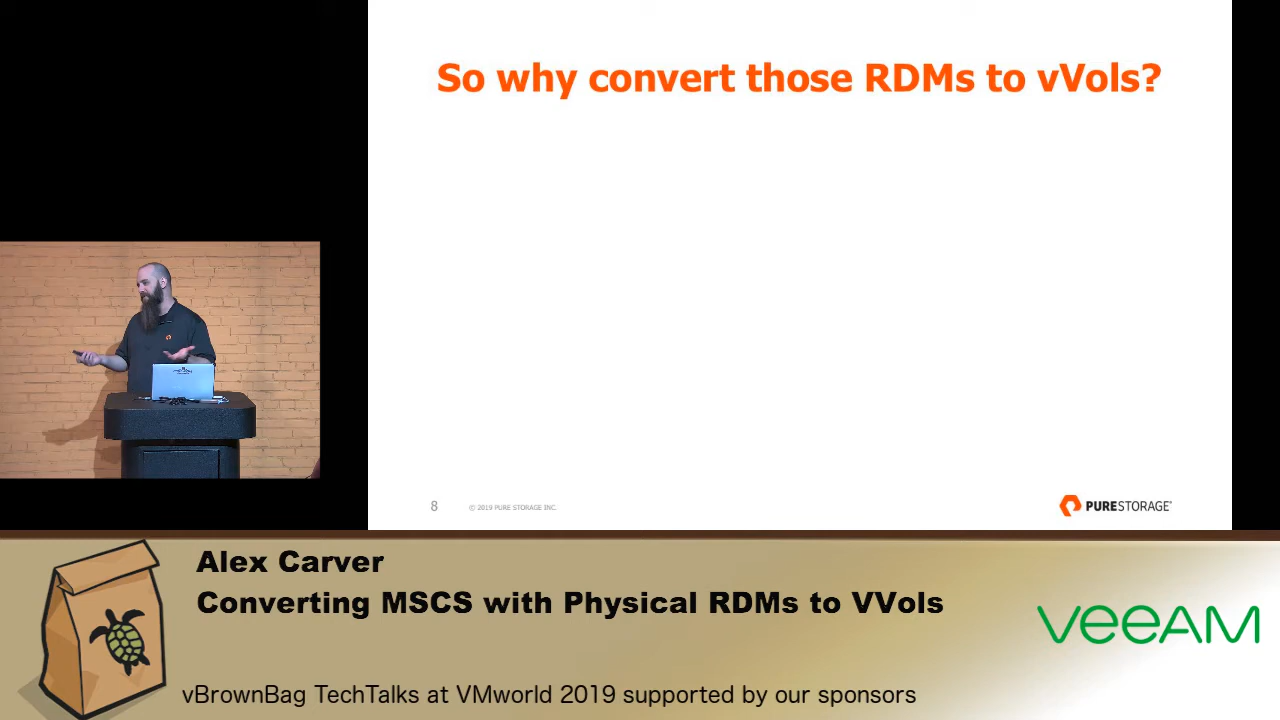 So why convert those RDMs to vVols?
8
© 2019 PURE STORAGE INC.
PURESTORAGE®
Alex Carver
Converting MSCS with Physical RDMs to VVols
VEEAM
vBrownBag TechTalks at VMworld 2019 supported by our sponsors